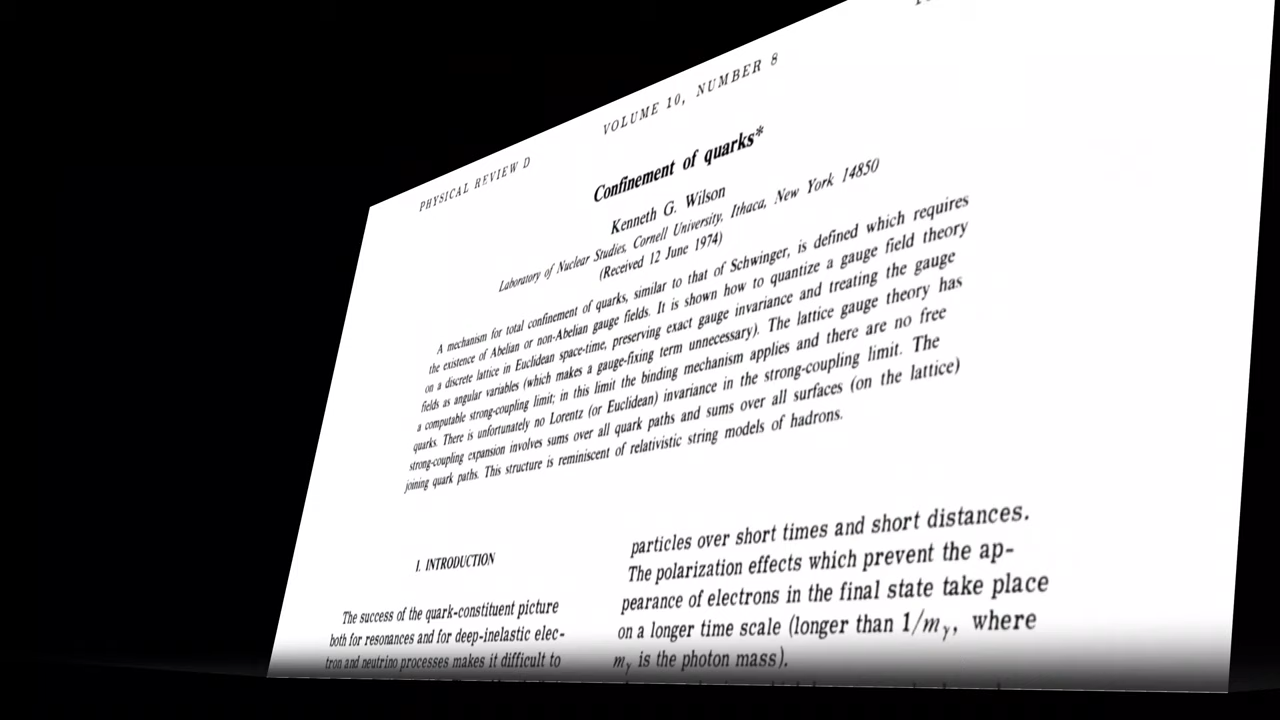 PHYSICAL REVIEW D
VOLUME 10, NUMBER 8
Confinement of quarks*
Kenneth G. Wilson
Laboratory of Nuclear Studies, Cornell University, Ithaca, New York 14850
(Received 12 June 1974)
A mechanism for total confinement of quarks, similar to that of Schwinger, is defined which requires
the existence of Abelian or non-Abelian gauge fields. It is shown how to quantize a gauge field theory
on a discrete lattice in Euclidean space-time, preserving exact gauge invariance and treating the gauge
fields as angular variables (which makes a gauge-fixing term unnecessary). The lattice gauge theory has
a computable strong-coupling limit; in this limit the binding mechanism applies and there are no free
quarks. There is unfortunately no Lorentz (or Euclidean) invariance in the strong-coupling limit. The
strong-coupling expansion involves sums over all quark paths and sums over all surfaces (on the lattice)
joining quark paths. This structure is reminiscent of relativistic string models of hadrons.
I. INTRODUCTION
The success of the quark-constituent picture
both for resonances and for deep-inelastic elec-
tron and neutrino processes makes it difficult to
particles over short times and short distances.
The polarization effects which prevent the ap-
pearance of electrons in the final state take place
on a longer time scale (longer than 1/mγ, where
mγ is the photon mass).